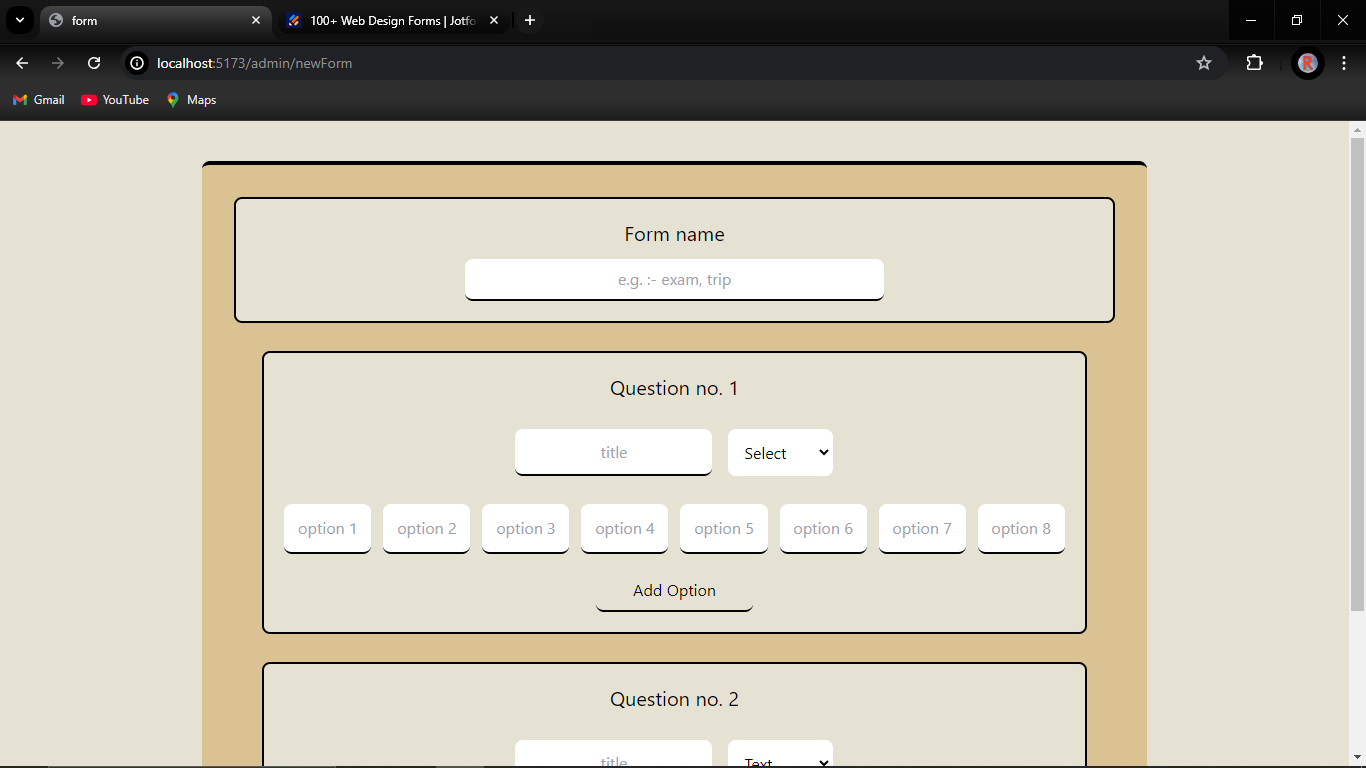 form
100+ Web Design Forms | Jotfo
localhost:5173/admin/newForm
R
Gmail YouTube Maps
Form name
e.g. :- exam, trip
Question no. 1
title Select
option 1 option 2 option 3 option 4 option 5 option 6 option 7 option 8
Add Option
Question no. 2
title Text